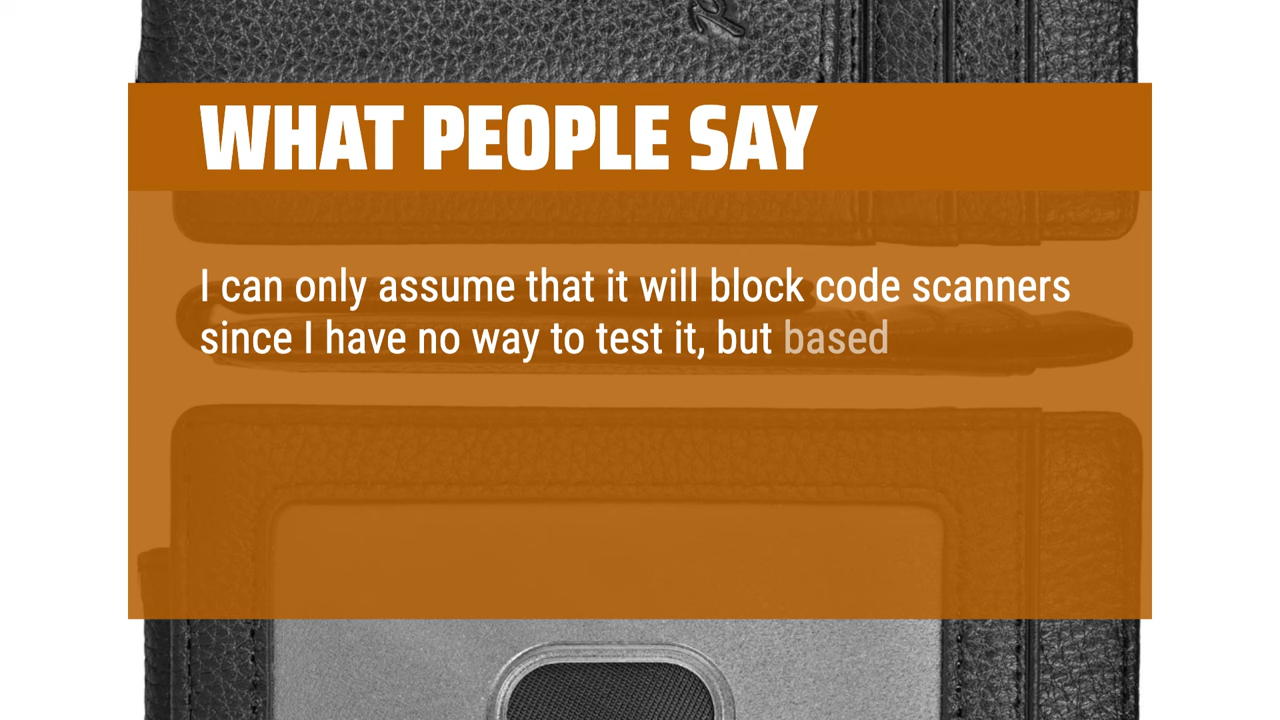 WHAT PEOPLE SAY
I can only assume that it will block code scanners
since I have no way to test it, but based